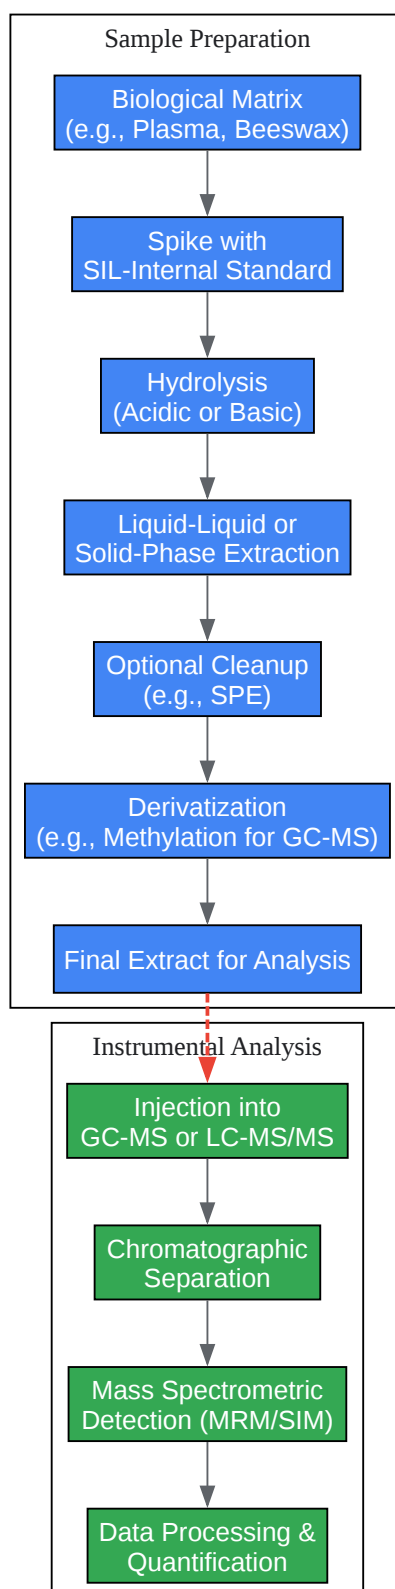 Sample Preparation
Biological Matrix
(e.g., Plasma, Beeswax)
Spike with
SIL-Internal Standard
Hydrolysis
(Acidic or Basic)
Liquid-Liquid or
Solid-Phase Extraction
Optional Cleanup
(e.g., SPE)
Derivatization
(e.g., Methylation for GC-MS)
Final Extract for Analysis
Instrumental Analysis
Injection into
GC-MS or LC-MS/MS
Chromatographic
Separation
Mass Spectrometric
Detection (MRM/SIM)
Data Processing &
Quantification